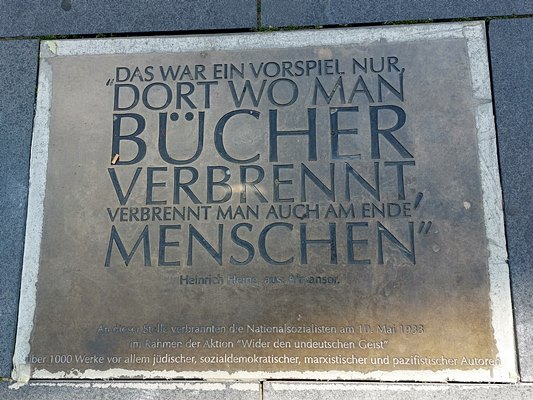 „DAS WAR EIN VORSPIEL NUR,
DORT WO MAN
BÜCHER
VERBRENNT,
VERBRENNT MAN AUCH AM ENDE
MENSCHEN”
Heinrich Heine, aus: Almansor.
An dieser Stelle verbrannten die Nationalsozialisten am 10. Mai 1933
im Rahmen der Aktion "Wider den undeutschen Geist"
über 1000 Werke vor allem jüdischer, sozialdemokratischer, marxistischer und pazifistischer Autoren